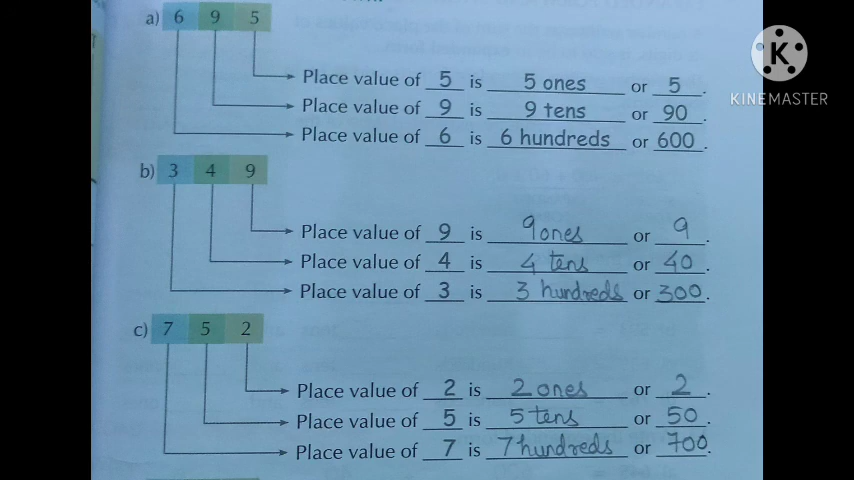 a) 6 9 5
Place value of 5 is 5 ones or 5.
Place value of 9 is 9 tens or 90.
Place value of 6 is 6 hundreds or 600.
K
KINEMASTER
b) 3 4 9
Place value of 9 is 9 ones or 9.
Place value of 4 is 4 tens or 40.
Place value of 3 is 3 hundreds or 300.
c) 7 5 2
Place value of 2 is 2 ones or 2.
Place value of 5 is 5 tens or 50.
Place value of 7 is 7 hundreds or 700.